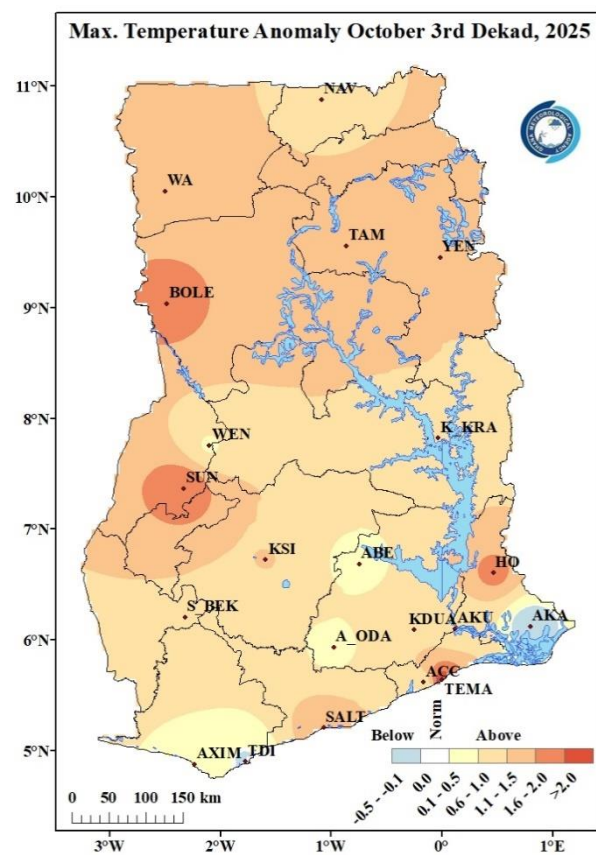 Max. Temperature Anomaly October 3rd Dekad, 2025
11°N
NAV
10°N
WA
TAM
YEN
9°N
BOLE
8°N
WEN
K_KRA
SUN
7°N
KSI
ABE
HO
S_BEK
6°N
KDUA
AKU
AKA
A_ODA
ACC
TEMA
SALT
5°N
AXIM
TDI
Below
Norm
Above
-0.5 - -0.1
0.0
0.1 - 0.5
0.6 - 1.0
1.1 - 1.5
1.6 - 2.0
>2.0
0 50 100 150 km
3°W
2°W
1°W
0°
1°E